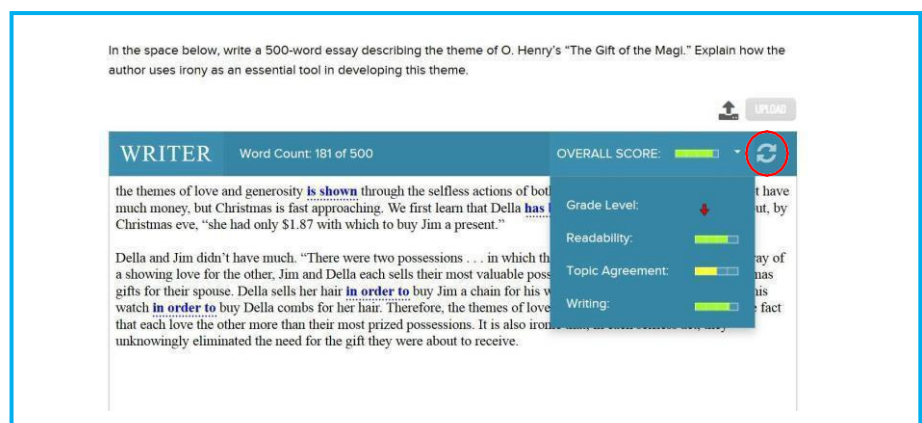 In the space below, write a 500-word essay describing the theme of O. Henry's "The Gift of the Magi." Explain how the
author uses irony as an essential tool in developing this theme.
UPLOAD
WRITER Word Count: 181 of 500 OVERALL SCORE:
the themes of love and generosity is shown through the selfless actions of bot t have
much money, but Christmas is fast approaching. We first learn that Della has ut, by
Christmas eve, "she had only $1.87 with which to buy Jim a present."
Della and Jim didn't have much. "There were two possessions . . . in which th ay of
a showing love for the other, Jim and Della each sells their most valuable poss mas
gifts for their spouse. Della sells her hair in order to buy Jim a chain for his w is
watch in order to buy Della combs for her hair. Therefore, the themes of love fact
that each love the other more than their most prized possessions. It is also iron
unknowingly eliminated the need for the gift they were about to receive.
Grade Level:
Readability:
Topic Agreement:
Writing: